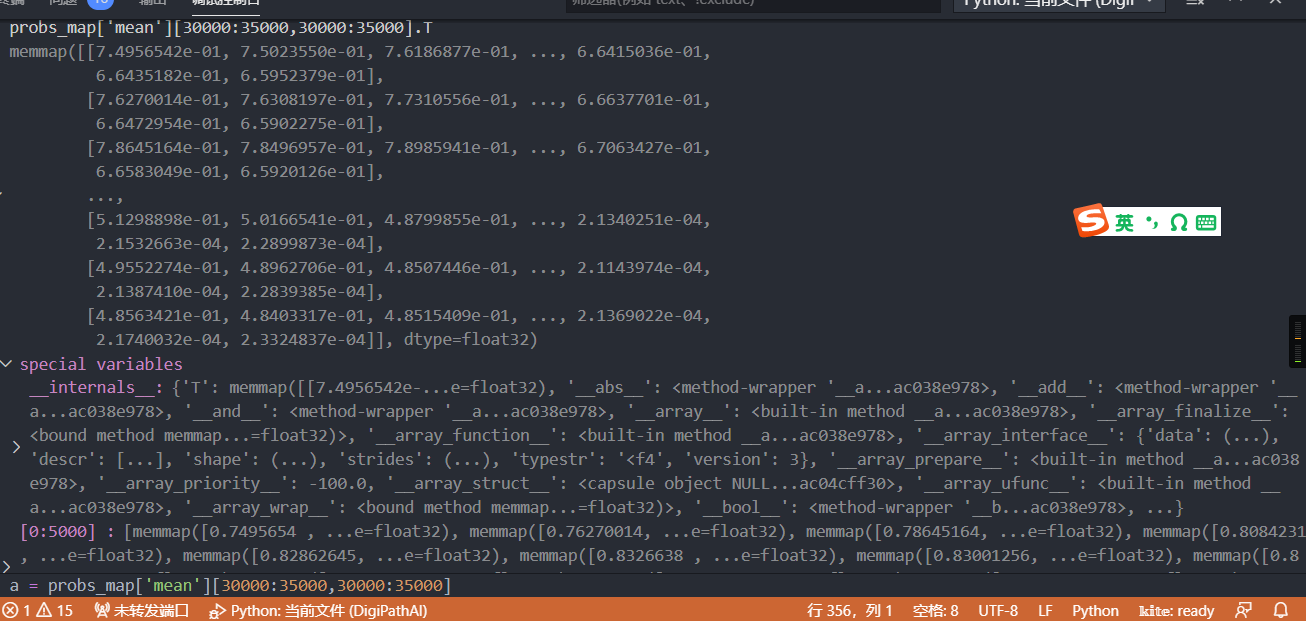 终端 问题 输出 调试控制台 筛选器(例如 text、!exclude) Python: 当前文件 (Digi
probs_map['mean'][30000:35000,30000:35000].T
memmap([[7.4956542e-01, 7.5023550e-01, 7.6186877e-01, ..., 6.6415036e-01,
6.6435182e-01, 6.5952379e-01],
[7.6270014e-01, 7.6308197e-01, 7.7310556e-01, ..., 6.6637701e-01,
6.6472954e-01, 6.5902275e-01],
[7.8645164e-01, 7.8496957e-01, 7.8985941e-01, ..., 6.7063427e-01,
6.6583049e-01, 6.5920126e-01],
...,
[5.1298898e-01, 5.0166541e-01, 4.8799855e-01, ..., 2.1340251e-04,
2.1532663e-04, 2.2899873e-04],
[4.9552274e-01, 4.8962706e-01, 4.8507446e-01, ..., 2.1143974e-04,
2.1387410e-04, 2.2839385e-04],
[4.8563421e-01, 4.8403317e-01, 4.8515409e-01, ..., 2.1369022e-04,
2.1740032e-04, 2.3324837e-04]], dtype=float32)
英
special variables
__internals__: {'T': memmap([[7.4956542e-...e=float32), '__abs__': <method-wrapper '__a...ac038e978>, '__add__': <method-wrapper '__
a...ac038e978>, '__and__': <method-wrapper '__a...ac038e978>, '__array__': <built-in method __a...ac038e978>, '__array_finalize__':
<bound method memmap...=float32)>, '__array_function__': <built-in method __a...ac038e978>, '__array_interface__': {'data': (...),
'descr': [...], 'shape': (...), 'strides': (...), 'typestr': '<f4', 'version': 3}, '__array_prepare__': <built-in method __a...ac038
e978>, '__array_priority__': -100.0, '__array_struct__': <capsule object NULL...ac04cff30>, '__array_ufunc__': <built-in method __
a...ac038e978>, '__array_wrap__': <bound method memmap...=float32)>, '__bool__': <method-wrapper '__b...ac038e978>, ...}
[0:5000] : [memmap([0.7495654 , ...e=float32), memmap([0.76270014, ...e=float32), memmap([0.78645164, ...e=float32), memmap([0.8084231
, ...e=float32), memmap([0.82862645, ...e=float32), memmap([0.8326638 , ...e=float32), memmap([0.83001256, ...e=float32), memmap([0.8
a = probs_map['mean'][30000:35000,30000:35000]
1 15 未转发端口 Python: 当前文件 (DigiPathAI) 行 356，列 1 空格: 8 UTF-8 LF Python kite: ready